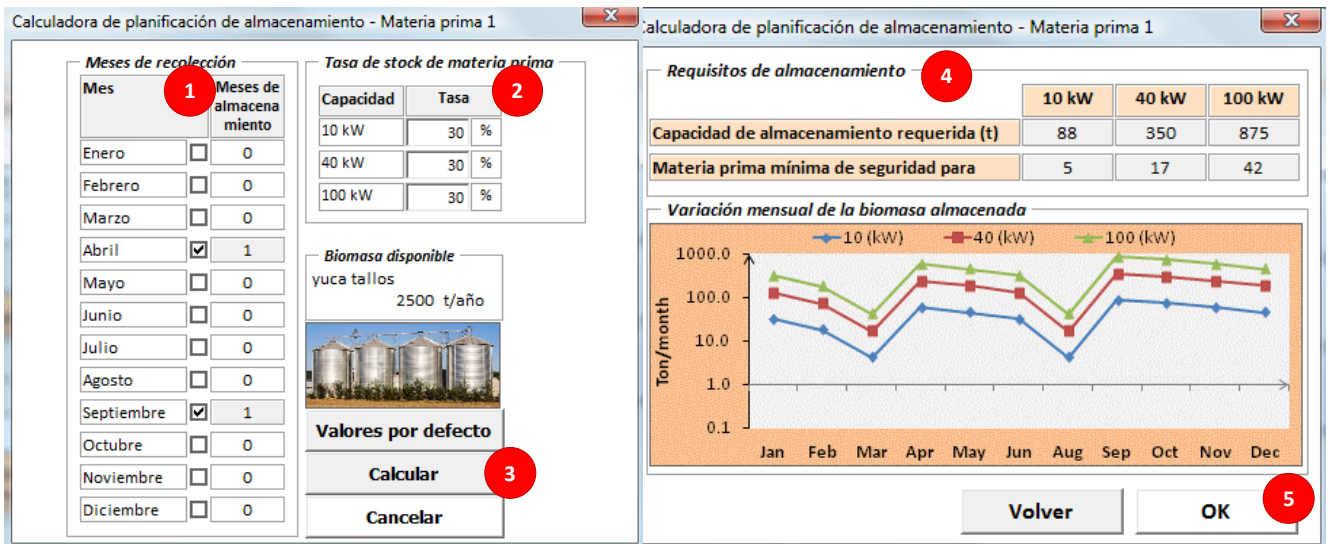 Calculadora de planificación de almacenamiento - Materia prima 1
x
Meses de recolección
Mes
1
Meses de
almacena
miento
Enero 0
Febrero 0
Marzo 0
Abril 1
Mayo 0
Junio 0
Julio 0
Agosto 0
Septiembre 1
Octubre 0
Noviembre 0
Diciembre 0
Tasa de stock de materia prima
2
Capacidad Tasa
10 kW 30 %
40 kW 30 %
100 kW 30 %
Biomasa disponible
yuca tallos
2500 t/año
Valores por defecto
Calcular
3
Cancelar
alculadora de planificación de almacenamiento - Materia prima 1
x
Requisitos de almacenamiento
4
10 kW 40 kW 100 kW
Capacidad de almacenamiento requerida (t) 88 350 875
Materia prima mínima de seguridad para 5 17 42
Variación mensual de la biomasa almacenada
10 (kW) 40 (kW) 100 (kW)
Ton/month
1000.0
100.0
10.0
1.0
0.1
Jan Feb Mar Apr May Jun Aug Sep Oct Nov Dec
Volver
OK
5